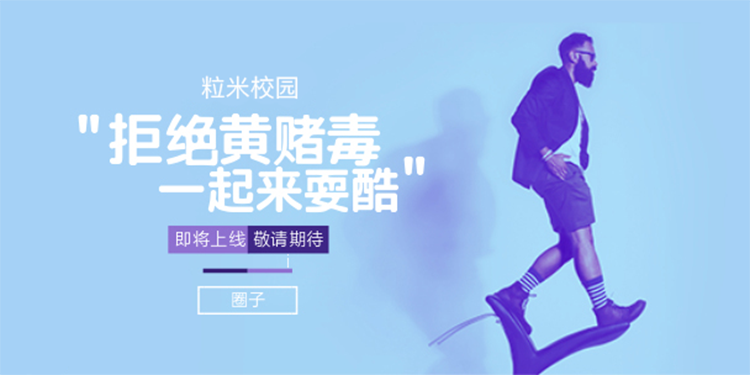 粒米校园
"拒绝黄赌毒
一起来耍酷"
即将上线 敬请期待
i
圈子